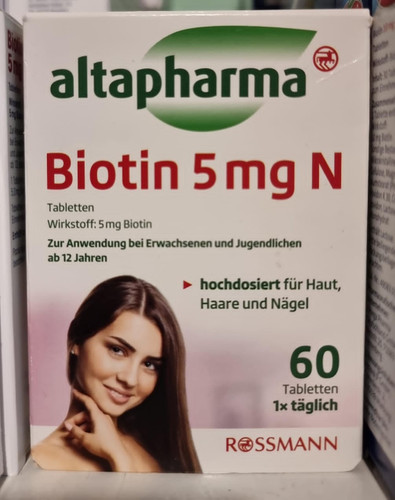 altapharma
Biotin 5 mg N
Tabletten
Wirkstoff: 5 mg Biotin
Zur Anwendung bei Erwachsenen und Jugendlichen
ab 12 Jahren
▶ hochdosiert für Haut,
Haare und Nägel
60
Tabletten
1x täglich
ROSSMANN